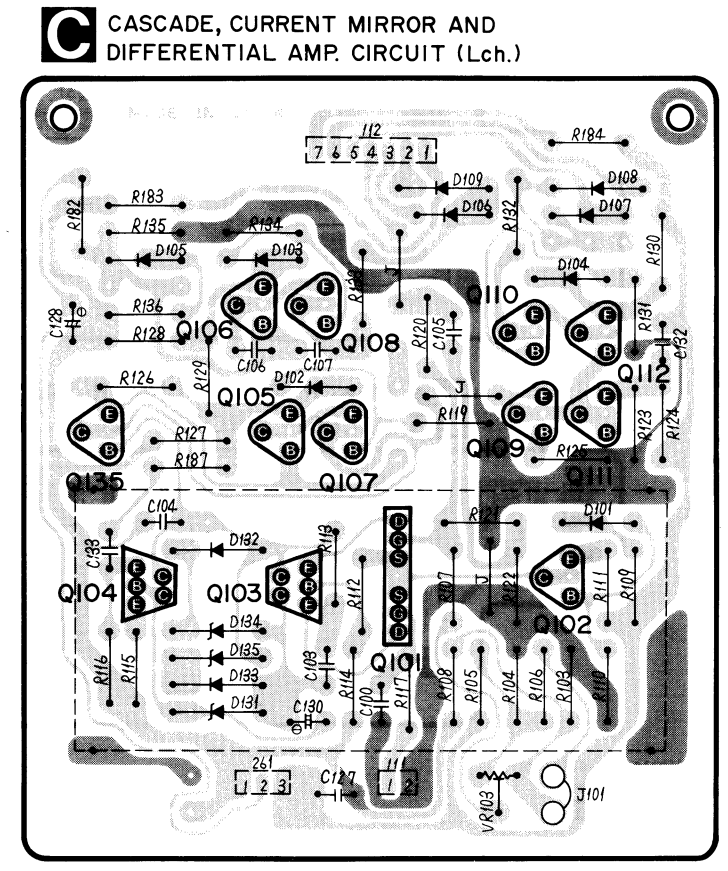 C
CASCADE, CURRENT MIRROR AND
DIFFERENTIAL AMP. CIRCUIT (Lch.)
112
7 6 5 4 3 2 1
R184
R182
R183
D109
D108
R135
R134
D106
R132
D107
R130
D105
D103
J
D104
Q110
R131
C128
R136
Q106
E
C
B
E
C
B
Q108
R120
C105
C
B
C
B
C132
R128
R129
C106
C107
Q112
R126
Q105
D102
J
R123
R124
E
C
B
E
C
B
E
C
B
R119
E
C
B
E
C
B
R127
Q109
R125
R187
Q135
Q107
Q111
C104
R121
D101
C133
D132
R113
D
G
S
S
G
D
Q104
E
B
E
C
C
Q103
C
C
E
B
E
R112
R107
J
R122
E
C
B
Q102
R111
R109
D134
Q101
R116
R115
D135
C103
R114
C100
R117
R108
R105
R104
R106
R103
R110
D133
D131
C130
261
1 2 3
C127
111
1 2
VR103
J101